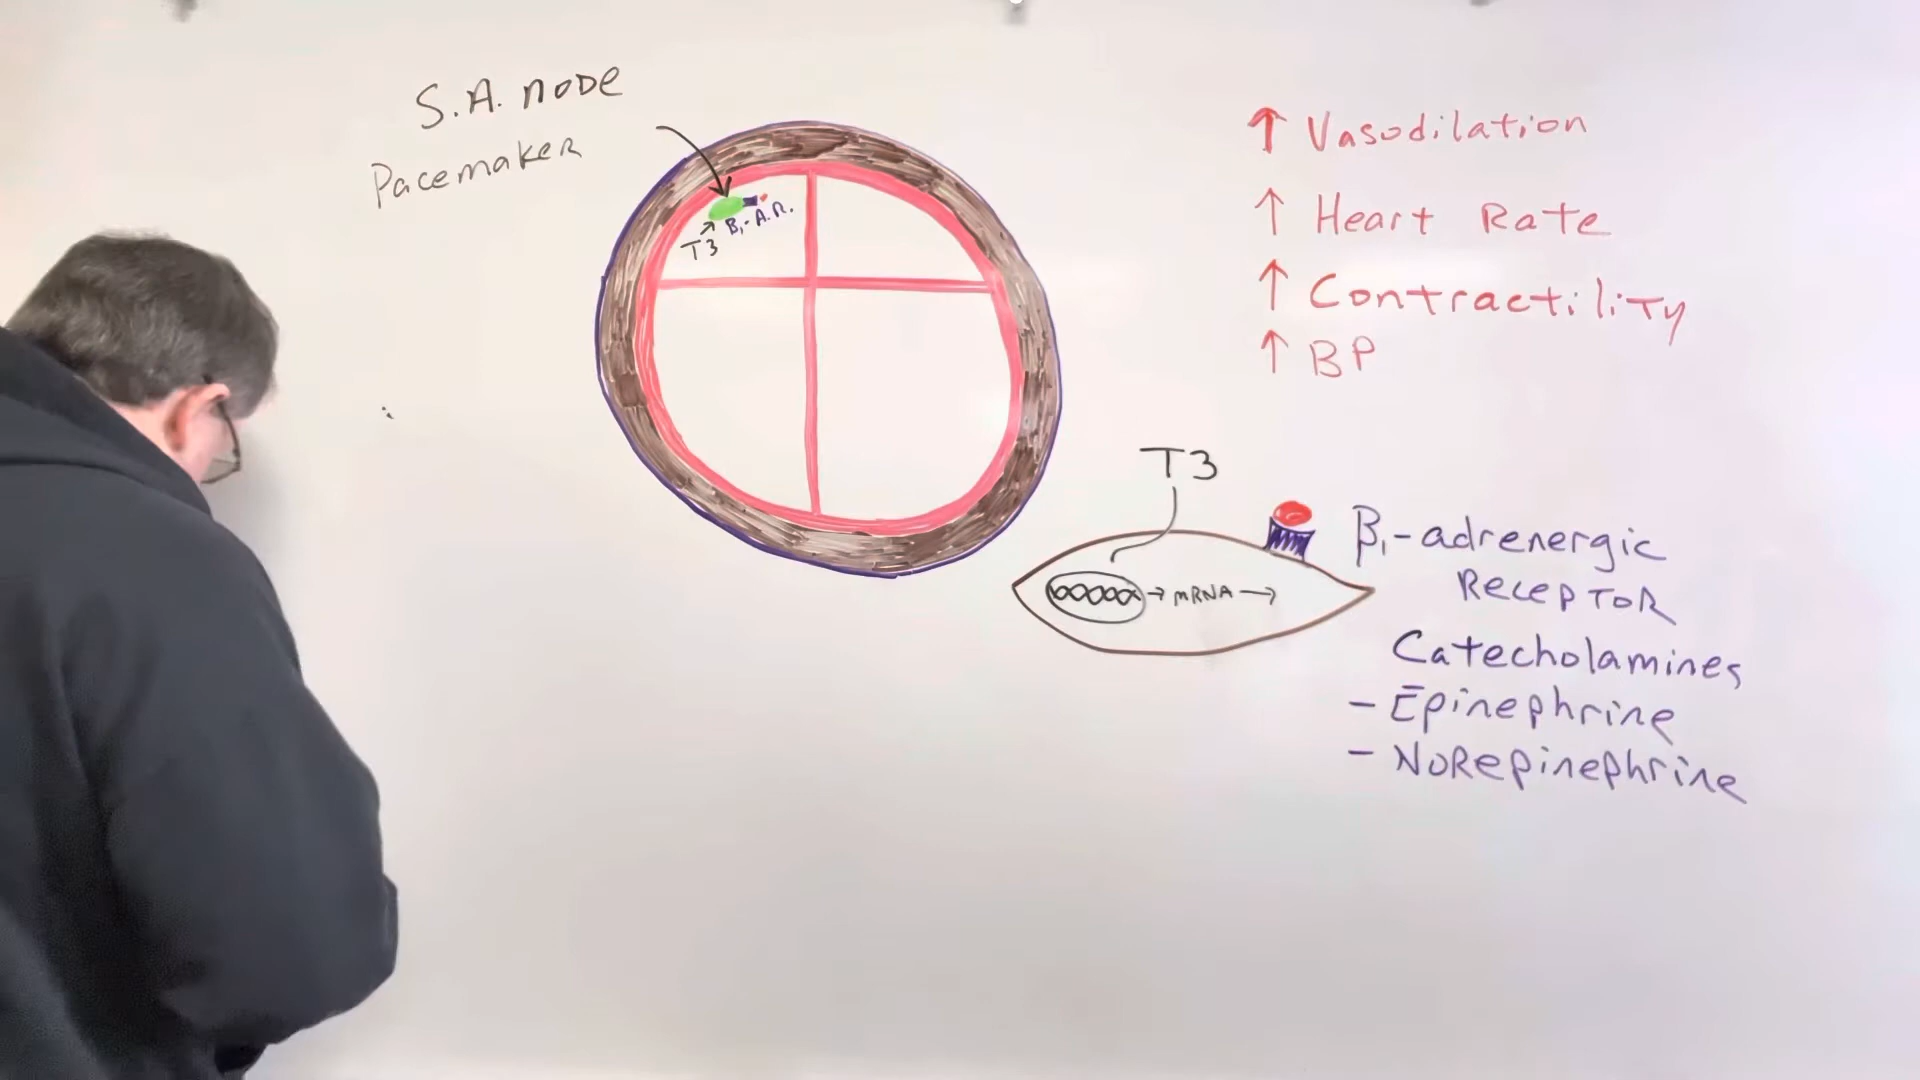 S.A. NODE
Pacemaker
B₁-A.R.
T3
↑ Vasodilation
↑ Heart Rate
↑ Contractility
↑ BP
T3
→ mRNA →
β₁-adrenergic
Receptor
Catecholamines
- Epinephrine
- Norepinephrine